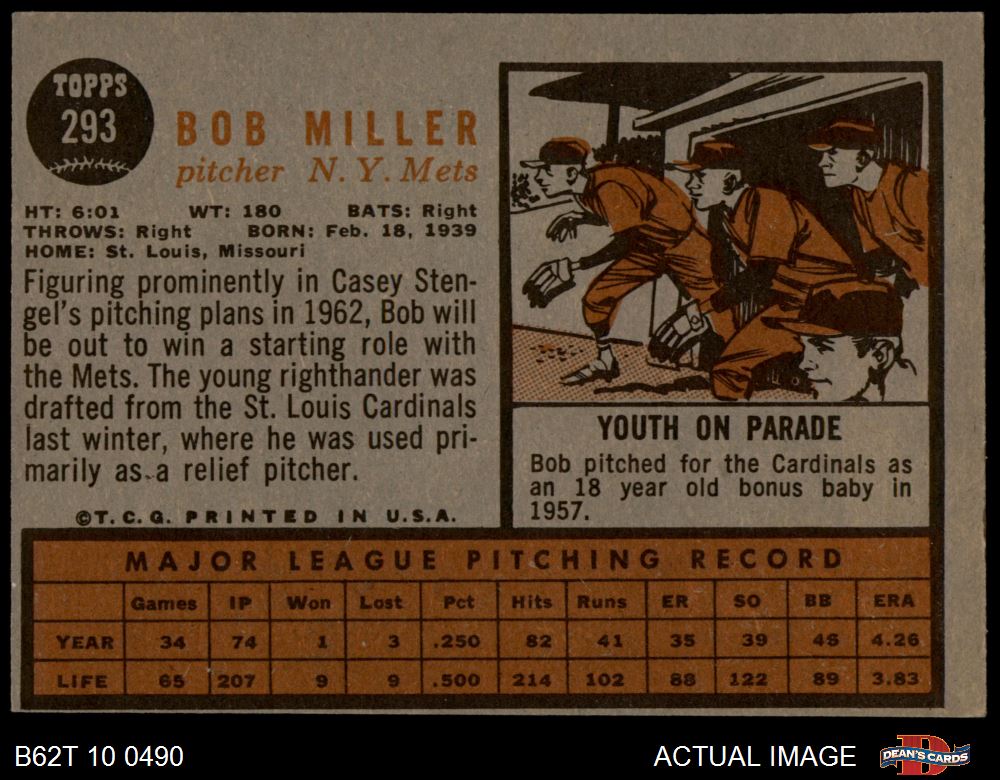 TOPPS
293
BOB MILLER
pitcher N. Y. Mets
HT: 6:01 WT: 180 BATS: Right
THROWS: Right BORN: Feb. 18, 1939
HOME: St. Louis, Missouri
Figuring prominently in Casey Sten-
gel's pitching plans in 1962, Bob will
be out to win a starting role with
the Mets. The young righthander was
drafted from the St. Louis Cardinals
last winter, where he was used pri-
marily as a relief pitcher.
©T. C. G. PRINTED IN U.S.A.
YOUTH ON PARADE
Bob pitched for the Cardinals as
an 18 year old bonus baby in
1957.
MAJOR LEAGUE PITCHING RECORD
Games IP Won Lost Pct Hits Runs ER SO BB ERA
YEAR 34 74 1 3 .250 82 41 35 39 46 4.26
LIFE 65 207 9 9 .500 214 102 88 122 89 3.83
B62T 10 0490
ACTUAL IMAGE
DEAN'S CARDS